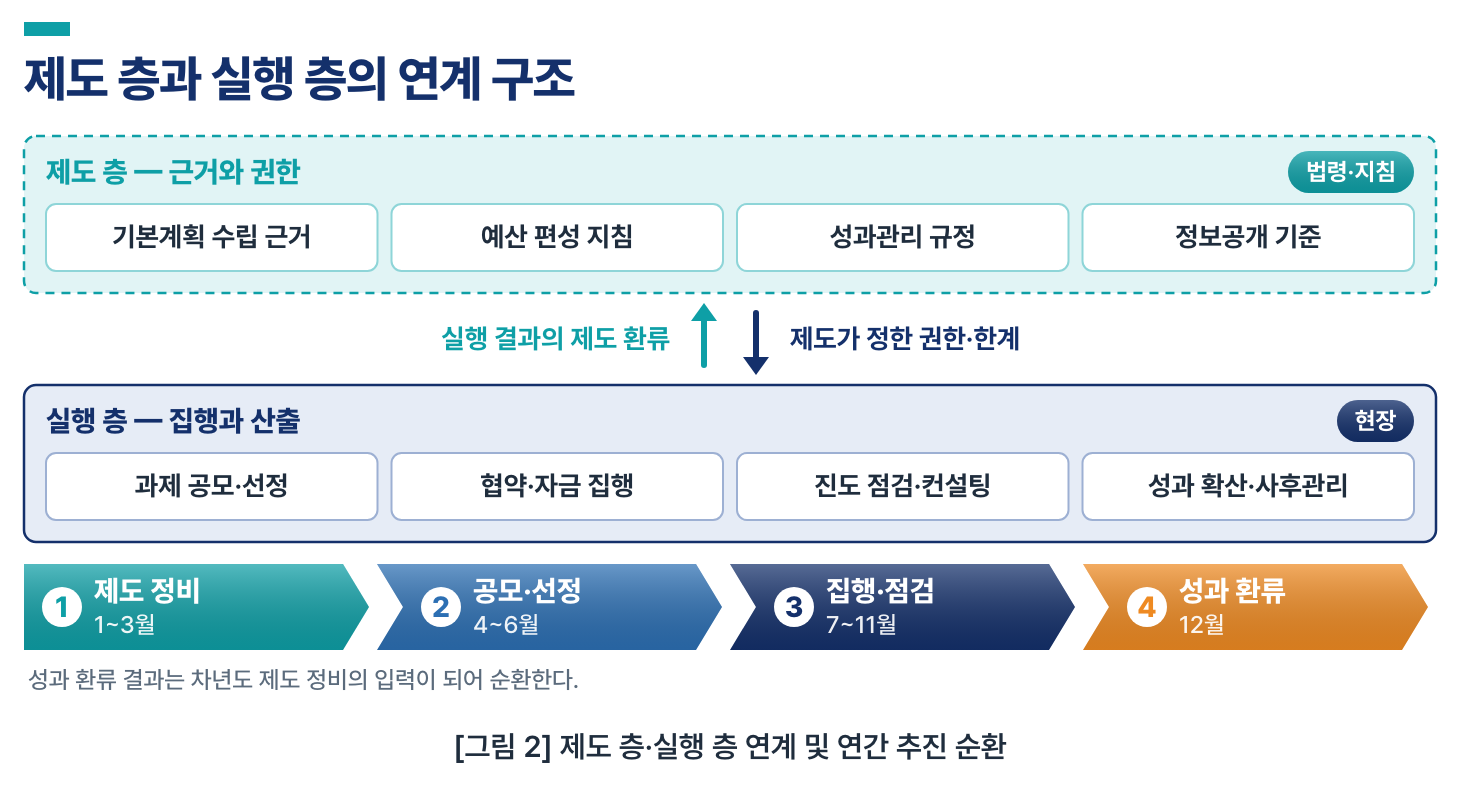 제도 층과 실행 층의 연계 구조
제도 층 — 근거와 권한
법령·지침
기본계획 수립 근거
예산 편성 지침
성과관리 규정
정보공개 기준
실행 결과의 제도 환류
제도가 정한 권한·한계
실행 층 — 집행과 산출
현장
과제 공모·선정
협약·자금 집행
진도 점검·컨설팅
성과 확산·사후관리
1 제도 정비
1~3월
2 공모·선정
4~6월
3 집행·점검
7~11월
4 성과 환류
12월
성과 환류 결과는 차년도 제도 정비의 입력이 되어 순환한다.
[그림 2] 제도 층·실행 층 연계 및 연간 추진 순환